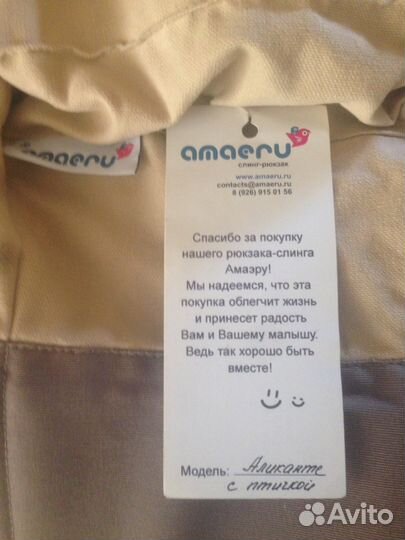 amaeru
amaeru
слинг-рюкзак
www.amaeru.ru
contacts@amaeru.ru
8 (926) 915 01 56
Спасибо за покупку
нашего рюкзака-слинга
Амаэру!
Мы надеемся, что эта
покупка облегчит жизнь
и принесет радость
Вам и Вашему малышу.
Ведь так хорошо быть
вместе!
Модель: Аликанте
с птичкой
Avito